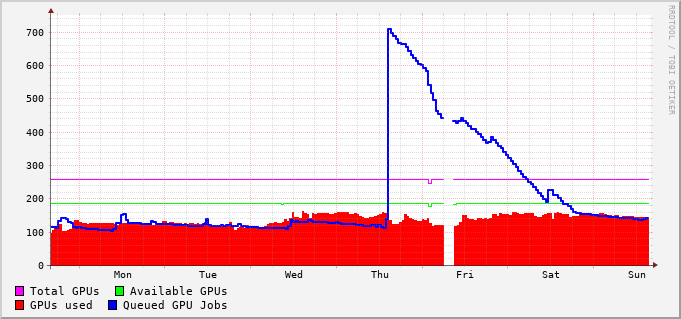 RRDTOOL / TOBI OETIKER
700
600
500
400
300
200
100
0
Mon Tue Wed Thu Fri Sat Sun
Total GPUs Available GPUs
GPUs used Queued GPU Jobs